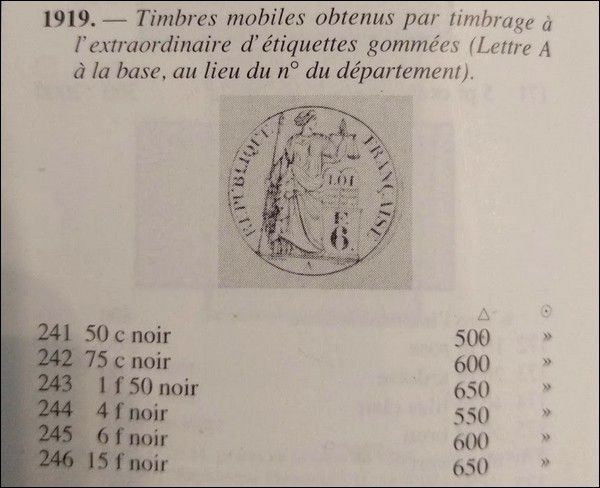 1919. — Timbres mobiles obtenus par timbrage à
l'extraordinaire d'étiquettes gommées (Lettre A
à la base, au lieu du n° du département).
RÉPUBLIQUE FRANÇAISE
LOI
F
6.
A
△ ⊙
241 50 c noir 500 »
242 75 c noir 600 »
243 1 f 50 noir 650 »
244 4 f noir 550 »
245 6 f noir 600 »
246 15 f noir 650 »